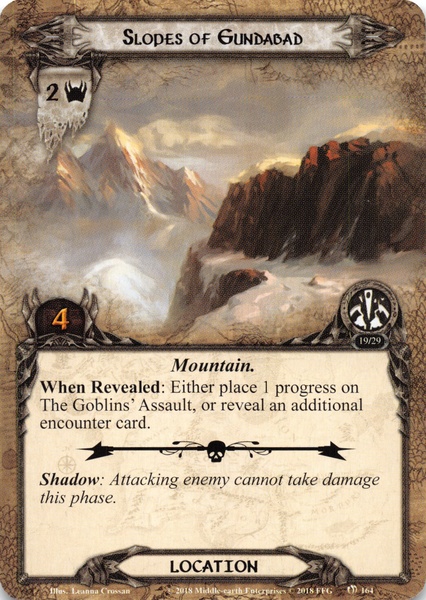 Slopes of Gundabad
2
4
19/29
Mountain.
When Revealed: Either place 1 progress on
The Goblins' Assault, or reveal an additional
encounter card.
Shadow: Attacking enemy cannot take damage
this phase.
LOCATION
Illus. Leanna Crossan
©2018 Middle-earth Enterprises © 2018 FFG
164